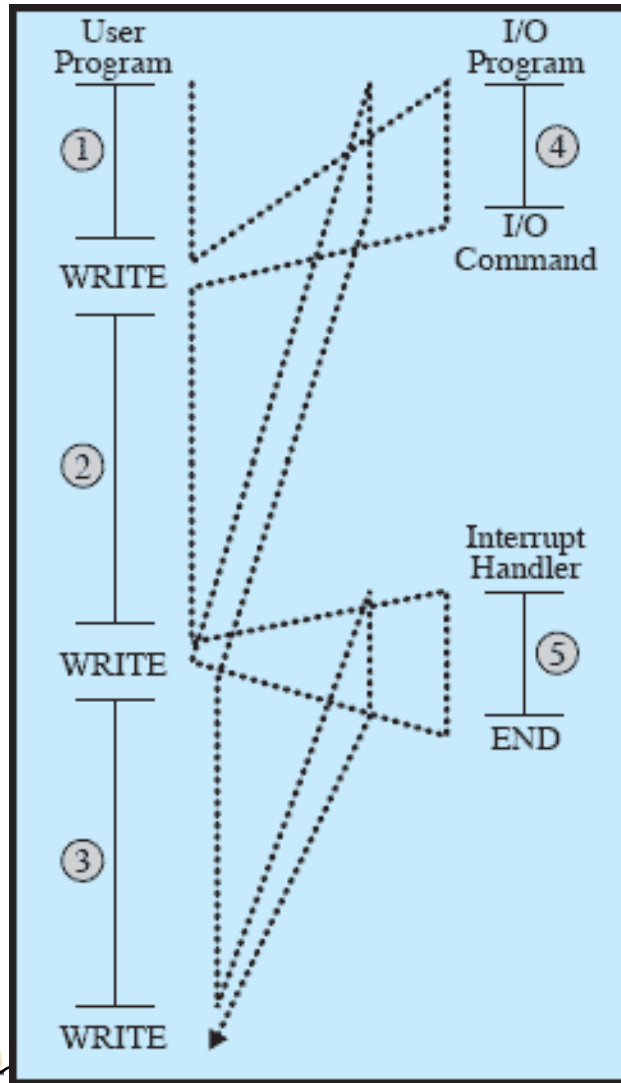 User
Program
I/O
Program
1
4
WRITE
I/O
Command
2
Interrupt
Handler
WRITE
5
END
3
WRITE